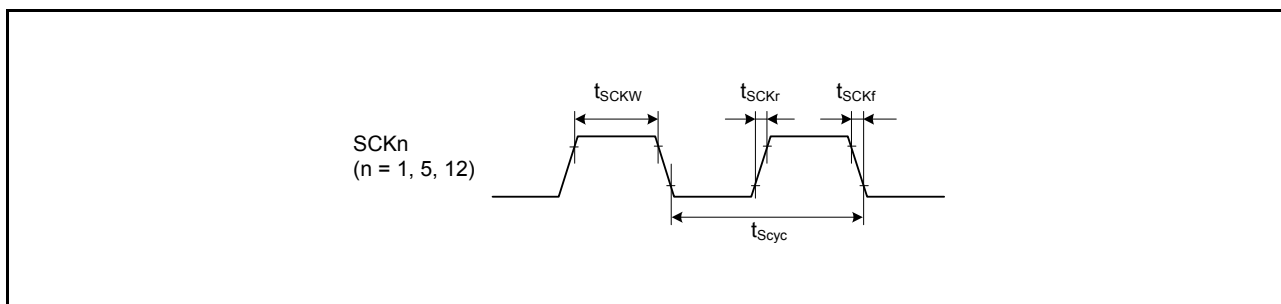 tSCKW
tSCKr
tSCKf
SCKn
(n = 1, 5, 12)
tScyc